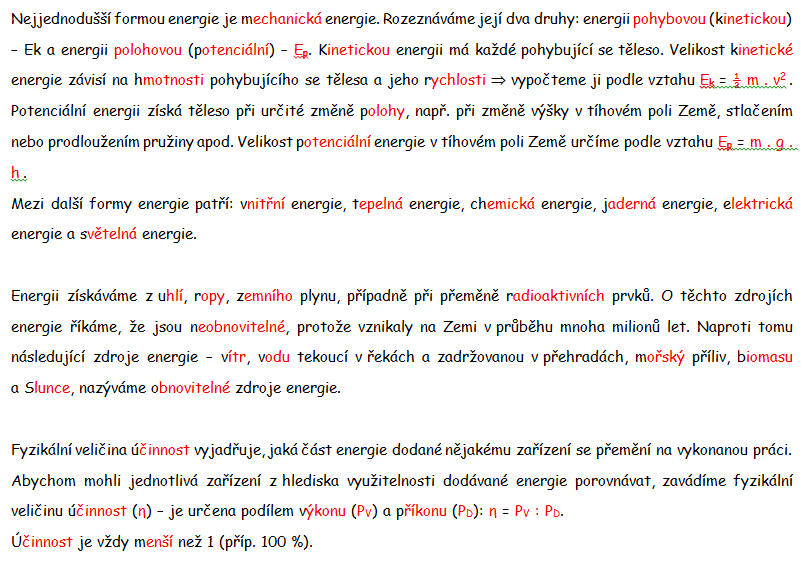 Nejjednodušší formou energie je mechanická energie. Rozeznáváme její dva druhy: energii pohybovou (kinetickou)
– Ek a energii polohovou (potenciální) – Eₚ. Kinetickou energii má každé pohybující se těleso. Velikost kinetické
energie závisí na hmotnosti pohybujícího se tělesa a jeho rychlosti ⇒ vypočteme ji podle vztahu Eₖ = ½ m . v².
Potenciální energii získá těleso při určité změně polohy, např. při změně výšky v tíhovém poli Země, stlačením
nebo prodloužením pružiny apod. Velikost potenciální energie v tíhovém poli Země určíme podle vztahu Eₚ = m . g .
h .
Mezi další formy energie patří: vnitřní energie, tepelná energie, chemická energie, jaderná energie, elektrická
energie a světelná energie.
Energii získáváme z uhlí, ropy, zemního plynu, případně při přeměně radioaktivních prvků. O těchto zdrojích
energie říkáme, že jsou neobnovitelné, protože vznikaly na Zemi v průběhu mnoha milionů let. Naproti tomu
následující zdroje energie – vítr, vodu tekoucí v řekách a zadržovanou v přehradách, mořský příliv, biomasu
a Slunce, nazýváme obnovitelné zdroje energie.
Fyzikální veličina účinnost vyjadřuje, jaká část energie dodané nějakému zařízení se přemění na vykonanou práci.
Abychom mohli jednotlivá zařízení z hlediska využitelnosti dodávané energie porovnávat, zavádíme fyzikální
veličinu účinnost (η) – je určena podílem výkonu (PV) a příkonu (PD): η = PV : PD.
Účinnost je vždy menší než 1 (příp. 100 %).